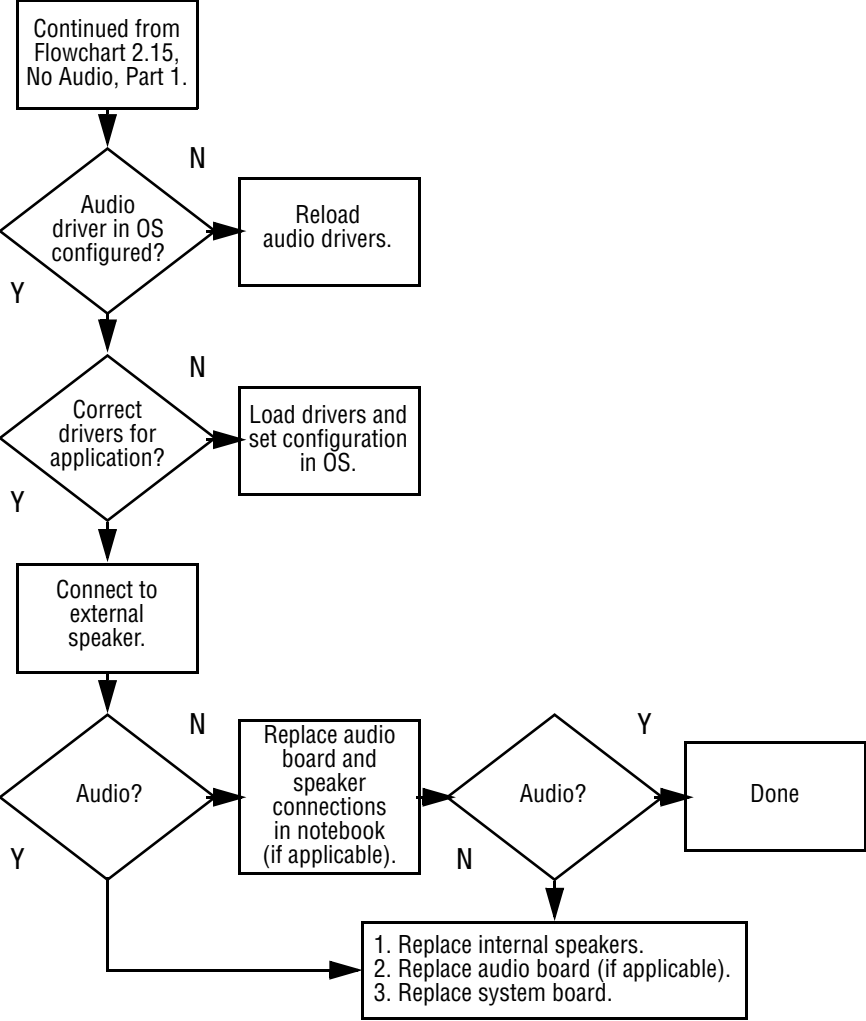 Continued from
Flowchart 2.15,
No Audio, Part 1.
N
Audio
driver in OS
configured?
Reload
audio drivers.
Y
N
Correct
drivers for
application?
Load drivers and
set configuration
in OS.
Y
Connect to
external
speaker.
N
Audio?
Replace audio
board and
speaker
connections
in notebook
(if applicable).
Y
Audio?
Y
Done
N
1. Replace internal speakers.
2. Replace audio board (if applicable).
3. Replace system board.